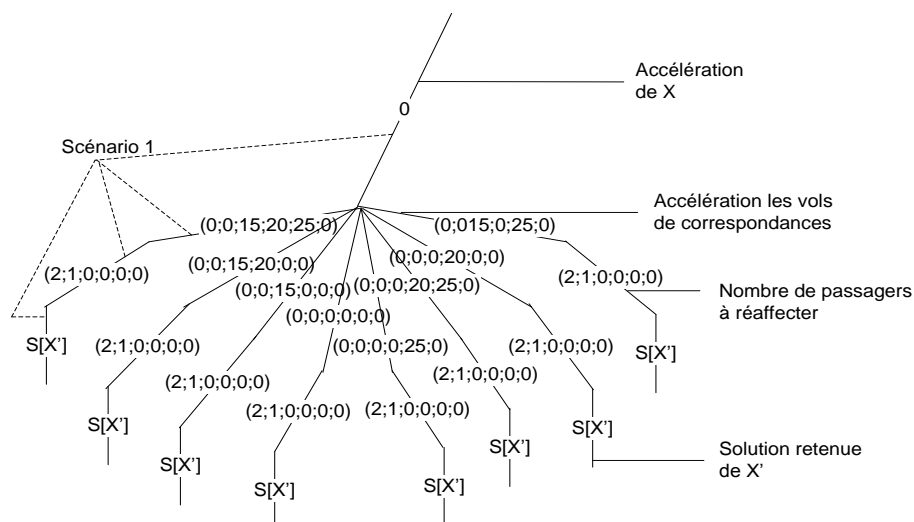 Accélération
de X
0
Scénario 1
Accélération les vols
de correspondances
(0;0;15;20;25;0)
(0;015;0;25;0)
(0;0;15;20;0;0)
(0;0;0;20;0;0)
(2;1;0;0;0;0)
(2;1;0;0;0;0)
(0;0;15;0;0;0)
(0;0;0;20;25;0)
Nombre de passagers
à réaffecter
(0;0;0;0;0;0)
S[X’]
(2;1;0;0;0;0)
(0;0;0;0;25;0)
(2;1;0;0;0;0)
S[X’]
(2;1;0;0;0;0)
(2;1;0;0;0;0)
(2;1;0;0;0;0)
(2;1;0;0;0;0)
S[X’]
S[X’]
S[X’]
S[X’]
S[X’]
S[X’]
Solution retenue
de X’